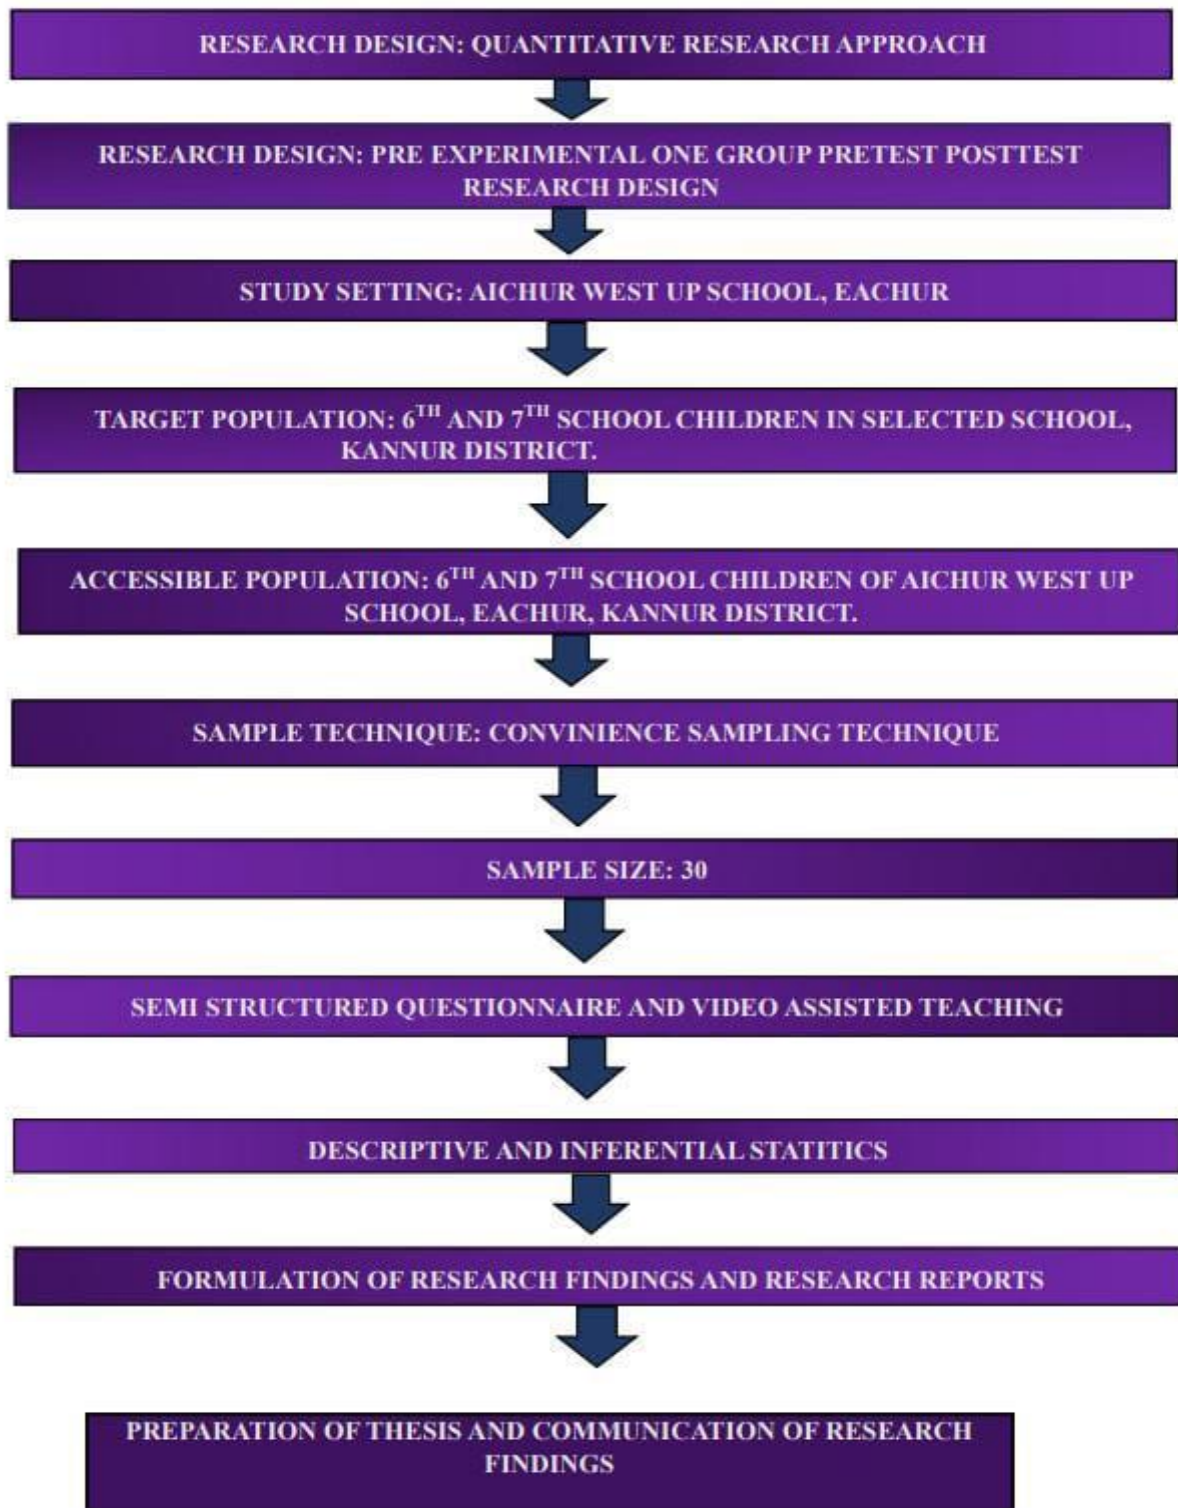 RESEARCH DESIGN: QUANTITATIVE RESEARCH APPROACH
RESEARCH DESIGN: PRE EXPERIMENTAL ONE GROUP PRETEST POSTTEST
RESEARCH DESIGN
STUDY SETTING: AICHUR WEST UP SCHOOL, EACHUR
TARGET POPULATION: 6TH AND 7TH SCHOOL CHILDREN IN SELECTED SCHOOL,
KANNUR DISTRICT.
ACCESSIBLE POPULATION: 6TH AND 7TH SCHOOL CHILDREN OF AICHUR WEST UP
SCHOOL, EACHUR, KANNUR DISTRICT.
SAMPLE TECHNIQUE: CONVINIENCE SAMPLING TECHNIQUE
SAMPLE SIZE: 30
SEMI STRUCTURED QUESTIONNAIRE AND VIDEO ASSISTED TEACHING
DESCRIPTIVE AND INFERENTIAL STATITICS
FORMULATION OF RESEARCH FINDINGS AND RESEARCH REPORTS
PREPARATION OF THESIS AND COMMUNICATION OF RESEARCH
FINDINGS